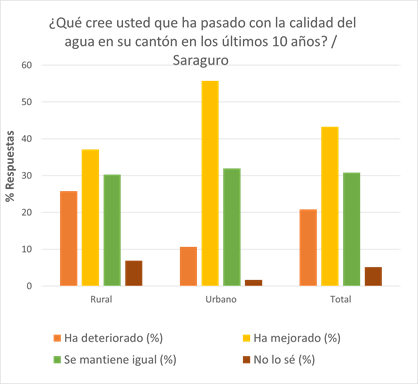 ¿Qué cree usted que ha pasado con la calidad del
agua en su cantón en los últimos 10 años? /
Saraguro
60
50
40
30
20
10
0
% Respuestas
Rural
Urbano
Total
Ha deteriorado (%)
Ha mejorado (%)
Se mantiene igual (%)
No lo sé (%)